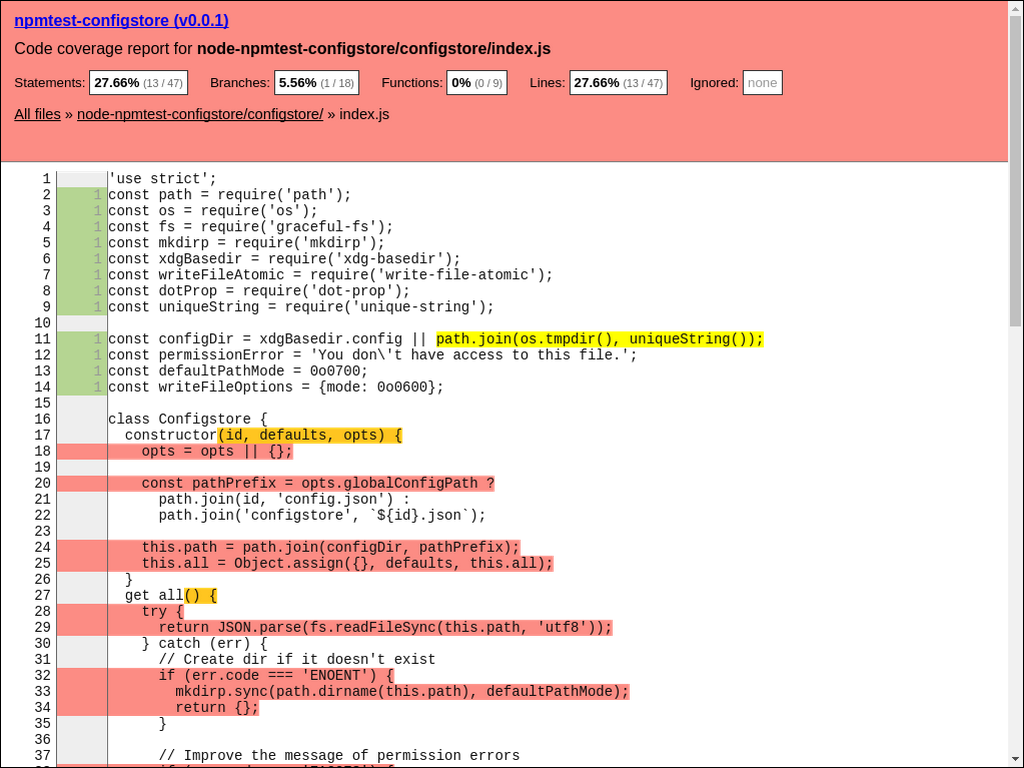 npmtest-configstore (v0.0.1)
Code coverage report for node-npmtest-configstore/configstore/index.js
Statements: 27.66% (13 / 47) Branches: 5.56% (1 / 18) Functions: 0% (0 / 9) Lines: 27.66% (13 / 47) Ignored: none
All files » node-npmtest-configstore/configstore/ » index.js
1 'use strict';
2 1 const path = require('path');
3 1 const os = require('os');
4 1 const fs = require('graceful-fs');
5 1 const mkdirp = require('mkdirp');
6 1 const xdgBasedir = require('xdg-basedir');
7 1 const writeFileAtomic = require('write-file-atomic');
8 1 const dotProp = require('dot-prop');
9 1 const uniqueString = require('unique-string');
10
11 1 const configDir = xdgBasedir.config || path.join(os.tmpdir(), uniqueString());
12 1 const permissionError = 'You don\'t have access to this file.';
13 1 const defaultPathMode = 0o0700;
14 1 const writeFileOptions = {mode: 0o0600};
15
16 class Configstore {
17   constructor(id, defaults, opts) {
18     opts = opts || {};
19
20     const pathPrefix = opts.globalConfigPath ?
21       path.join(id, 'config.json') :
22       path.join('configstore', `${id}.json`);
23
24     this.path = path.join(configDir, pathPrefix);
25     this.all = Object.assign({}, defaults, this.all);
26   }
27   get all() {
28     try {
29       return JSON.parse(fs.readFileSync(this.path, 'utf8'));
30     } catch (err) {
31       // Create dir if it doesn't exist
32       if (err.code === 'ENOENT') {
33         mkdirp.sync(path.dirname(this.path), defaultPathMode);
34         return {};
35       }
36
37       // Improve the message of permission errors